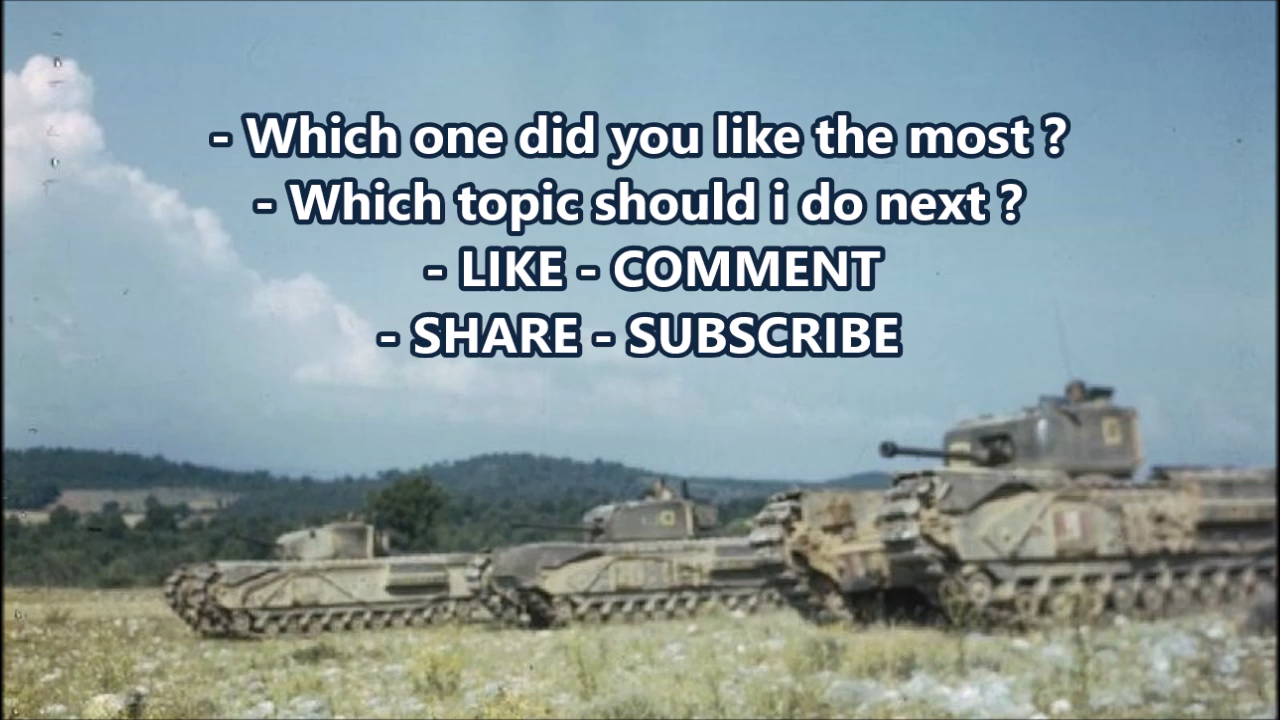 - Which one did you like the most ?
- Which topic should i do next ?
- LIKE - COMMENT
- SHARE - SUBSCRIBE